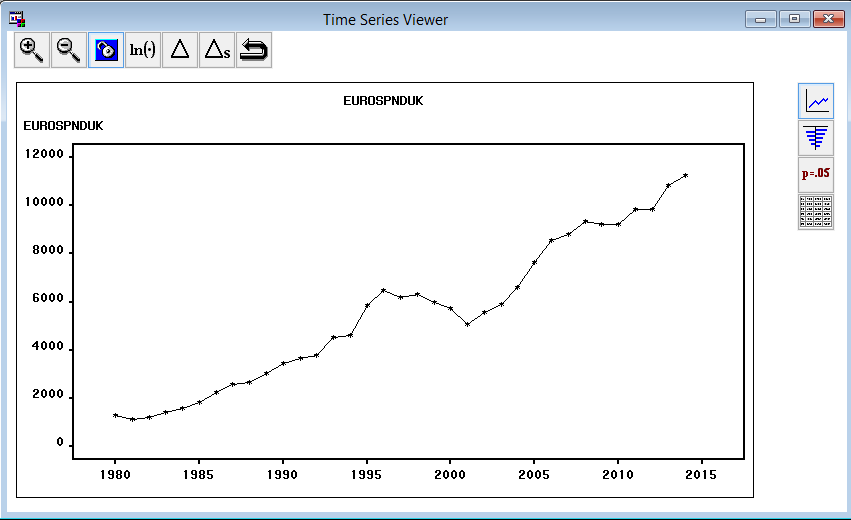 Time Series Viewer
ln(·) Δ Δs
EUROSPNDUK
EUROSPNDUK
12000
10000
8000
6000
4000
2000
0
1980 1985 1990 1995 2000 2005 2010 2015
p=.05